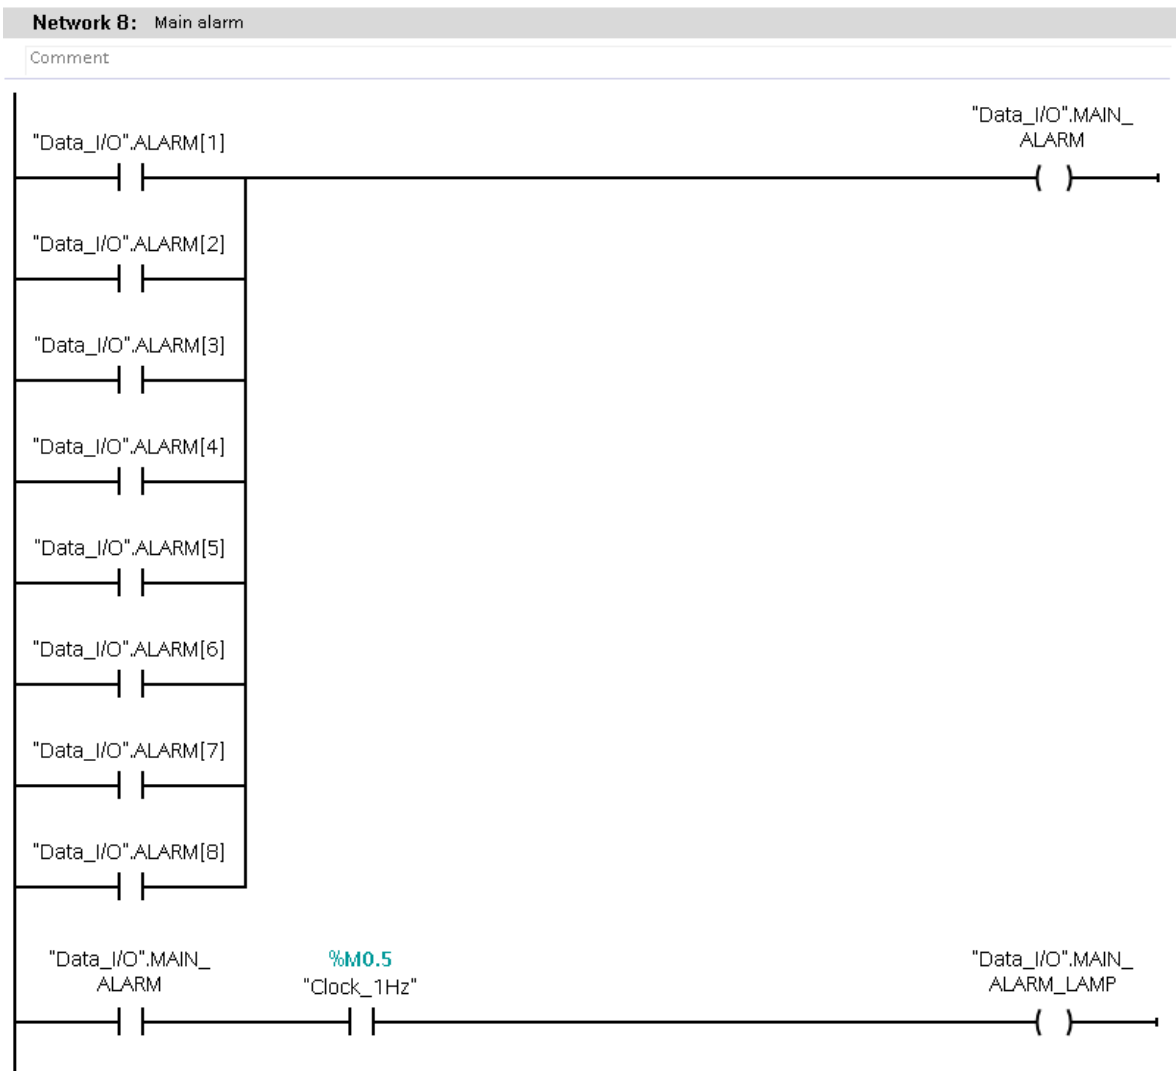 Network 8: Main alarm
Comment
"Data_I/O".MAIN_
ALARM
"Data_I/O".ALARM[1]
"Data_I/O".ALARM[2]
"Data_I/O".ALARM[3]
"Data_I/O".ALARM[4]
"Data_I/O".ALARM[5]
"Data_I/O".ALARM[6]
"Data_I/O".ALARM[7]
"Data_I/O".ALARM[8]
"Data_I/O".MAIN_
ALARM
%M0.5
"Clock_1Hz"
"Data_I/O".MAIN_
ALARM_LAMP